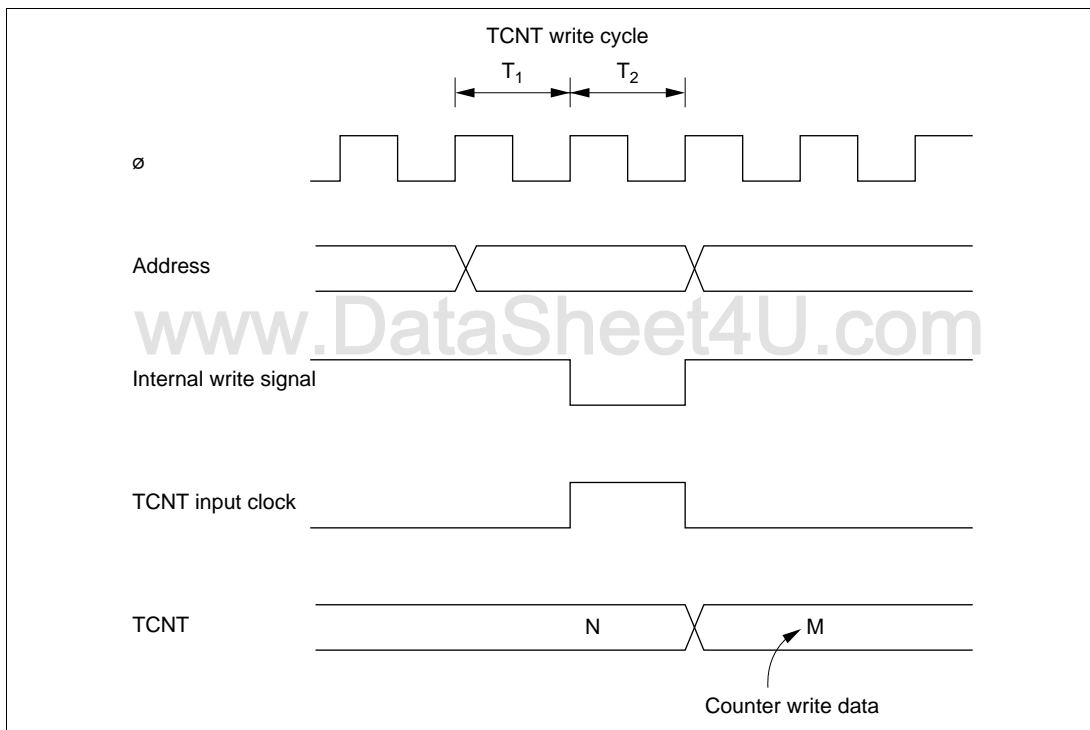 TCNT write cycle
T1 T2
ø
Address
www.DataSheet4U.com
Internal write signal
TCNT input clock
TCNT N M
Counter write data